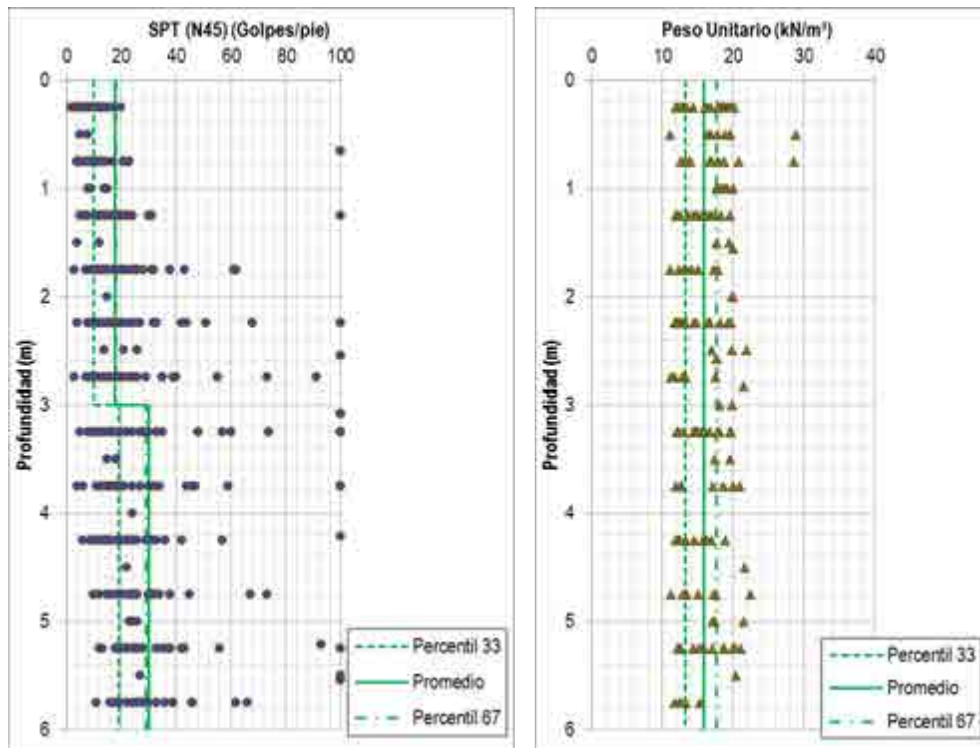 SPT (N45) (Golpes/pie)
0 20 40 60 80 100
Profundidad (m)
0
1
2
3
4
5
6
Percentil 33
Promedio
Percentil 67
Peso Unitario (kN/m³)
0 10 20 30 40
Profundidad (m)
0
1
2
3
4
5
6
Percentil 33
Promedio
Percentil 67